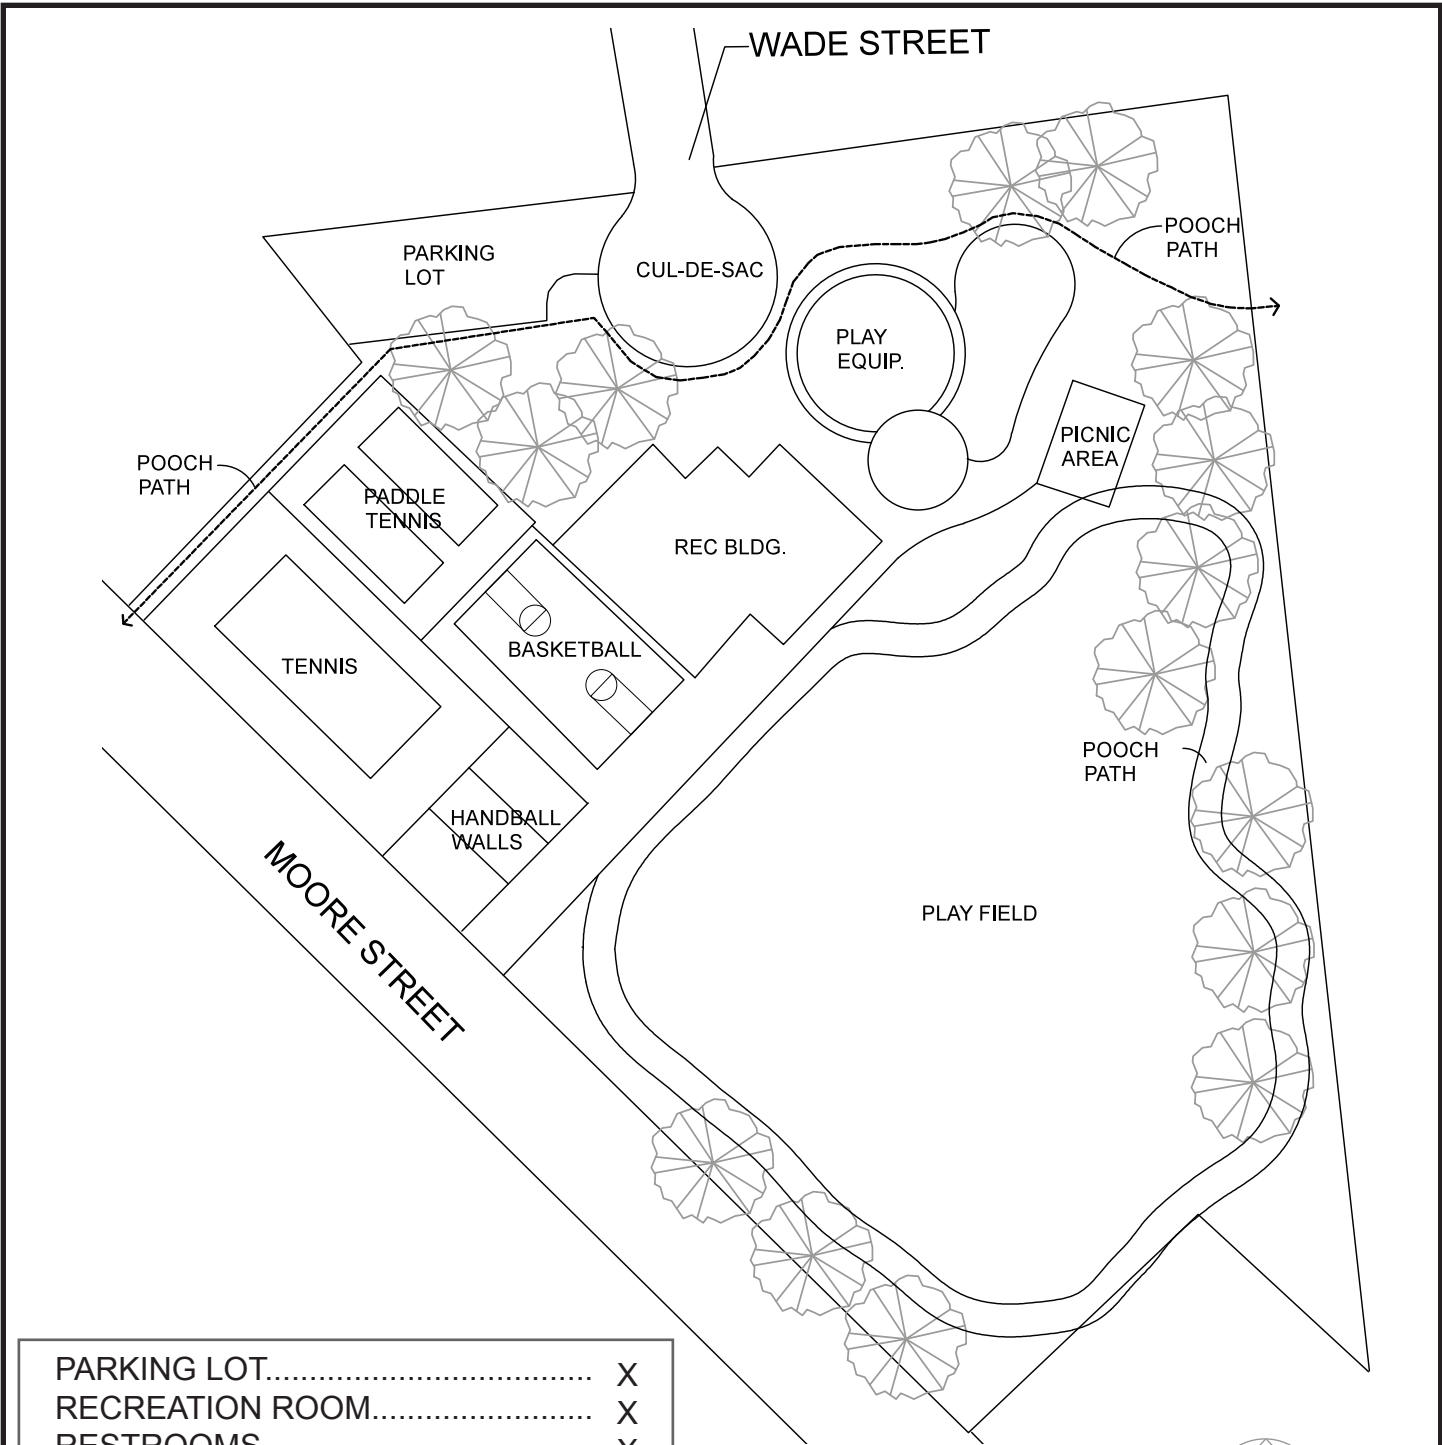 WADE STREET
POOCH
PATH
PARKING
LOT
CUL-DE-SAC
PLAY
EQUIP.
PICNIC
AREA
POOCH
PATH
PADDLE
TENNIS
REC BLDG.
BASKETBALL
TENNIS
POOCH
PATH
HANDBALL
WALLS
MOORE STREET
PLAY FIELD
PARKING LOT..................................... X
RECREATION ROOM......................... X
RESTROOMS X